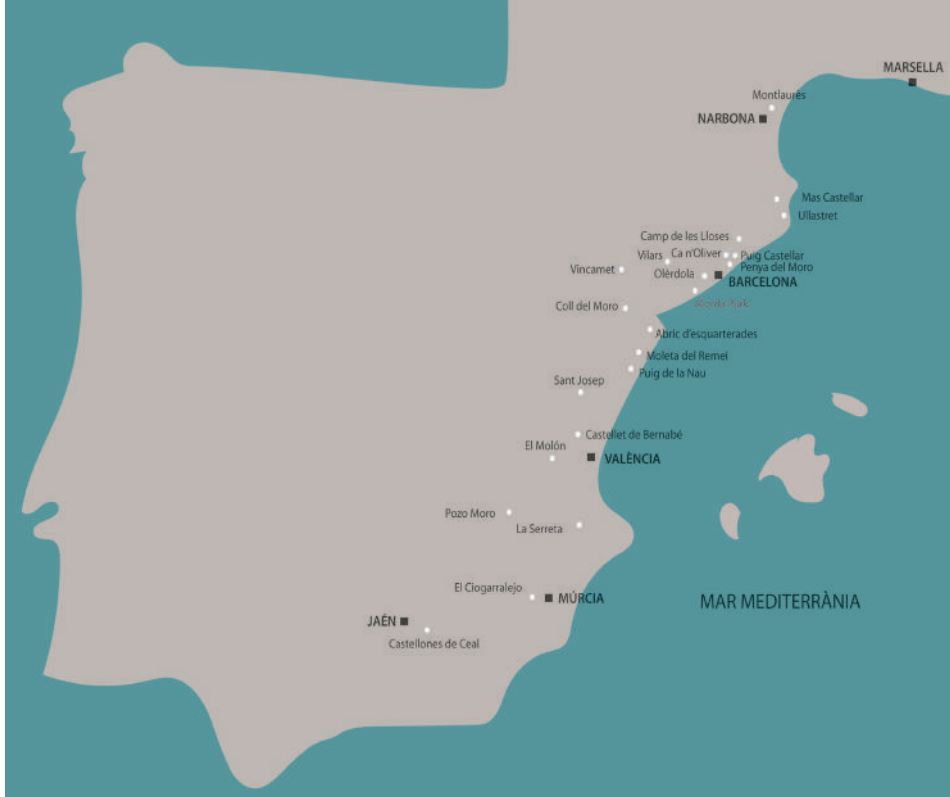 MARSELLA
Montlaurés
NARBONA
Mas Castellar
Ullastret
Camp de les Lloses
Vilars
Ca n'Oliver
Puig Castellar
Penya del Moro
Vincamet
Olèrdola
BARCELONA
Coll del Moro
Abric d'esquarterades
Moleta del Remei
Puig de la Nau
Sant Josep
Castellet de Bernabé
El Molón
VALÈNCIA
Pozo Moro
La Serreta
El Ciogarralejo
MÚRCIA
MAR MEDITERRÀNIA
JAÉN
Castellones de Ceal